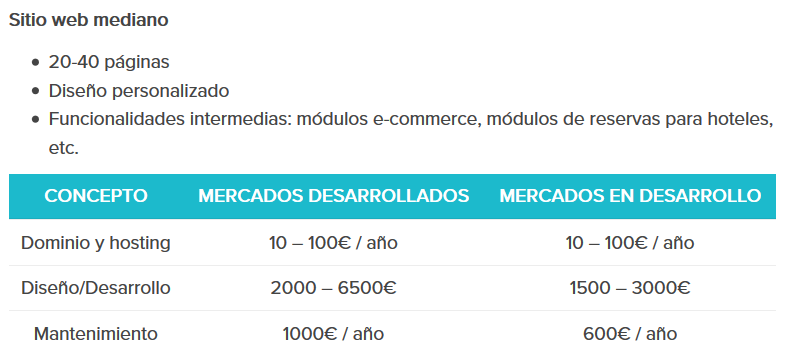 Sitio web mediano
20-40 páginas
Diseño personalizado
Funcionalidades intermedias: módulos e-commerce, módulos de reservas para hoteles,
etc.
CONCEPTO MERCADOS DESARROLLADOS MERCADOS EN DESARROLLO
Dominio y hosting 10 – 100€ / año 10 – 100€ / año
Diseño/Desarrollo 2000 – 6500€ 1500 – 3000€
Mantenimiento 1000€ / año 600€ / año